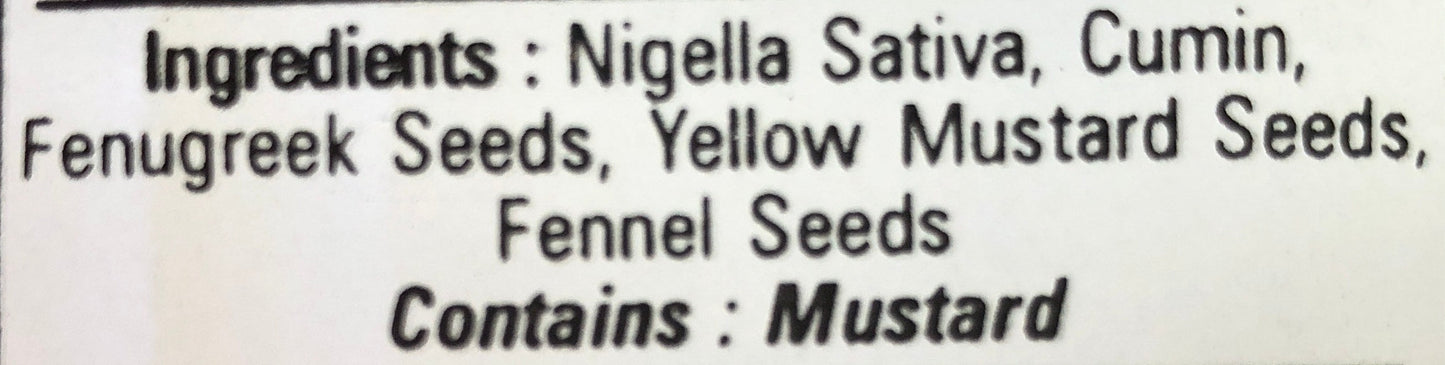 Ingredients : Nigella Sativa, Cumin,
Fenugreek Seeds, Yellow Mustard Seeds,
Fennel Seeds
Contains : Mustard